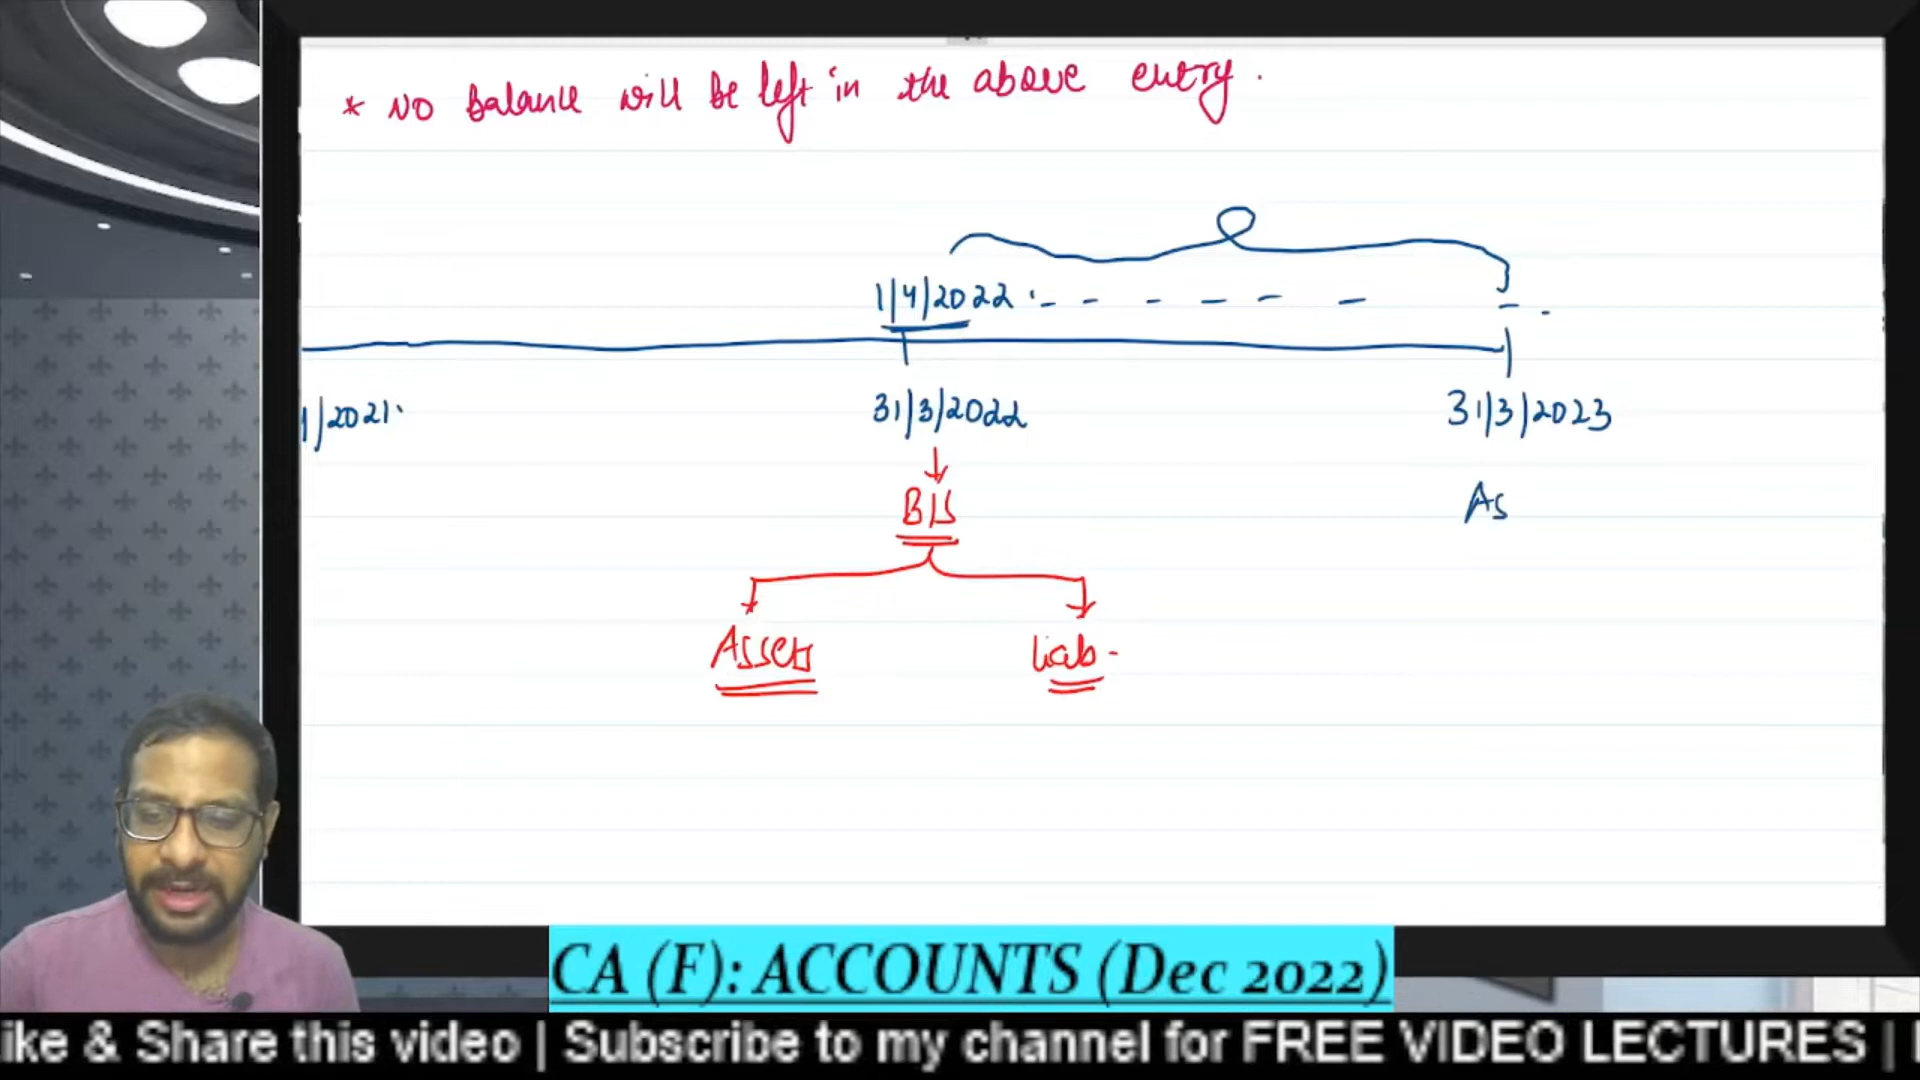 * No Balance will be left in the above entry.
1/4/2022 - - - - - - -
1/2021 31/3/2022 31/3/2023
B/S As
Assets Liab.
CA (F): ACCOUNTS (Dec 2022)
ike & Share this video | Subscribe to my channel for FREE VIDEO LECTURES |